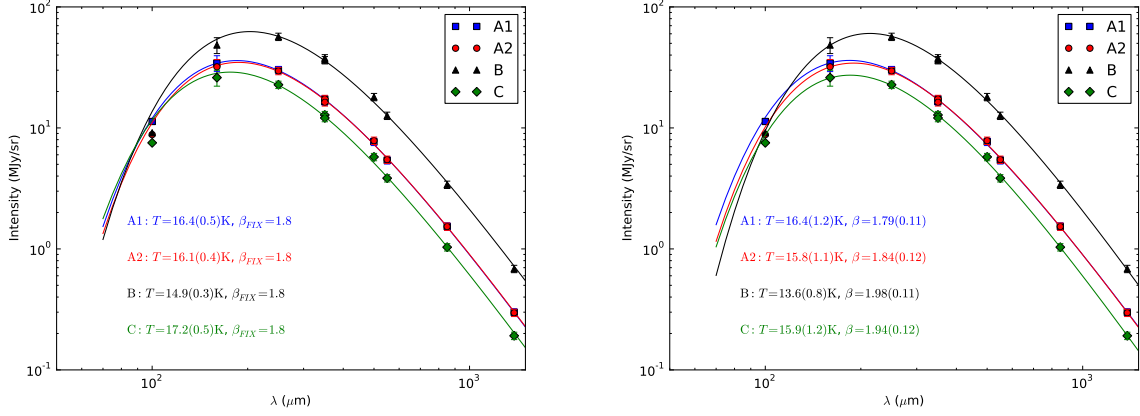 10²
10¹
10⁰
10⁻¹
Intensity (MJy/sr)
A1
A2
B
C
A1: T=16.4(0.5)K, β_FIX=1.8
A2: T=16.1(0.4)K, β_FIX=1.8
B: T=14.9(0.3)K, β_FIX=1.8
C: T=17.2(0.5)K, β_FIX=1.8
10²
10³
λ (μm)
10²
10¹
10⁰
10⁻¹
Intensity (MJy/sr)
A1
A2
B
C
A1: T=16.4(1.2)K, β=1.79(0.11)
A2: T=15.8(1.1)K, β=1.84(0.12)
B: T=13.6(0.8)K, β=1.98(0.11)
C: T=15.9(1.2)K, β=1.94(0.12)
10²
10³
λ (μm)